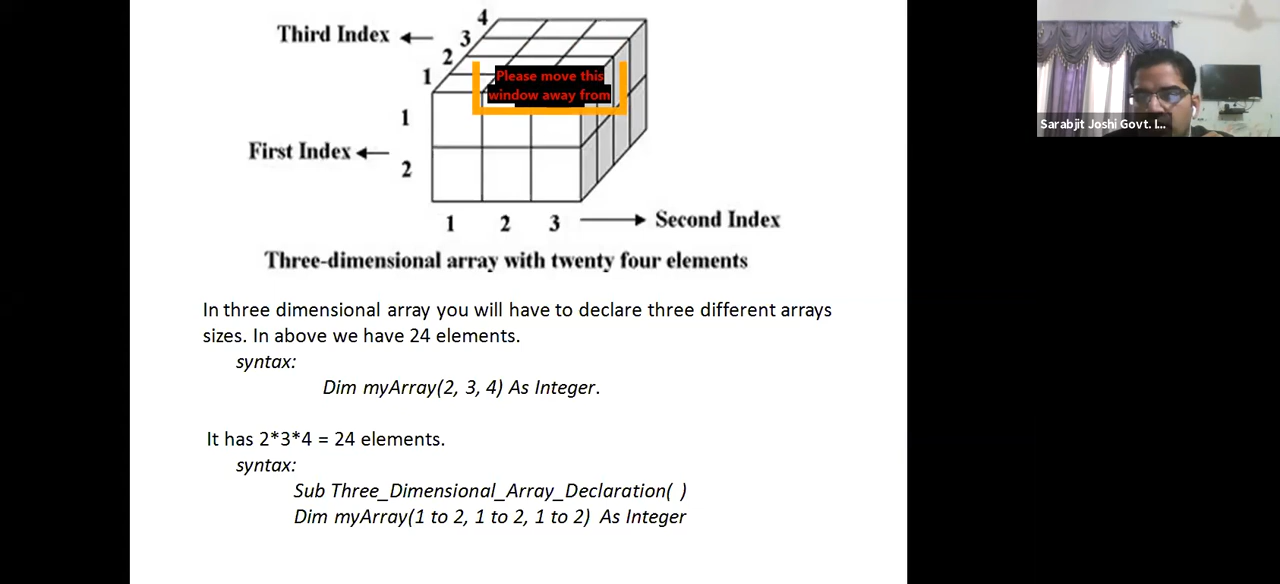 4
Third Index
3
2
1
Please move this
window away from
1
First Index
2
1 2 3
Second Index
Three-dimensional array with twenty four elements
In three dimensional array you will have to declare three different arrays
sizes. In above we have 24 elements.
syntax:
Dim myArray(2, 3, 4) As Integer.
It has 2*3*4 = 24 elements.
syntax:
Sub Three_Dimensional_Array_Declaration( )
Dim myArray(1 to 2, 1 to 2, 1 to 2) As Integer
Sarabjit Joshi Govt. I...